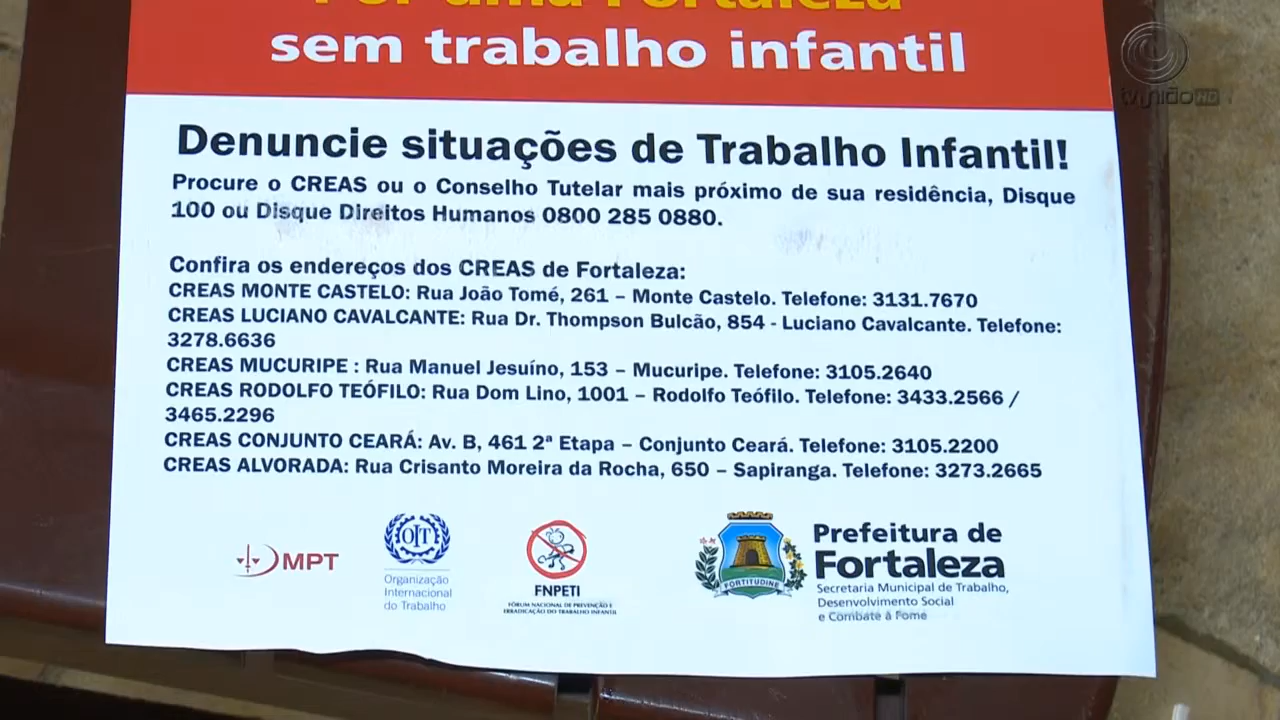 Por uma Fortaleza
sem trabalho infantil
tvunião HD
Denuncie situações de Trabalho Infantil!
Procure o CREAS ou o Conselho Tutelar mais próximo de sua residência, Disque
100 ou Disque Direitos Humanos 0800 285 0880.
Confira os endereços dos CREAS de Fortaleza:
CREAS MONTE CASTELO: Rua João Tomé, 261 – Monte Castelo. Telefone: 3131.7670
CREAS LUCIANO CAVALCANTE: Rua Dr. Thompson Bulcão, 854 - Luciano Cavalcante. Telefone:
3278.6636
CREAS MUCURIPE : Rua Manuel Jesuíno, 153 – Mucuripe. Telefone: 3105.2640
CREAS RODOLFO TEÓFILO: Rua Dom Lino, 1001 – Rodolfo Teófilo. Telefone: 3433.2566 /
3465.2296
CREAS CONJUNTO CEARÁ: Av. B, 461 2ª Etapa – Conjunto Ceará. Telefone: 3105.2200
CREAS ALVORADA: Rua Crisanto Moreira da Rocha, 650 – Sapiranga. Telefone: 3273.2665
MPT
OIT
Organização
Internacional
do Trabalho
FNPETI
FÓRUM NACIONAL DE PREVENÇÃO E
ERRADICAÇÃO DO TRABALHO INFANTIL
FORTITUDINE
Prefeitura de
Fortaleza
Secretaria Municipal de Trabalho,
Desenvolvimento Social
e Combate à Fome